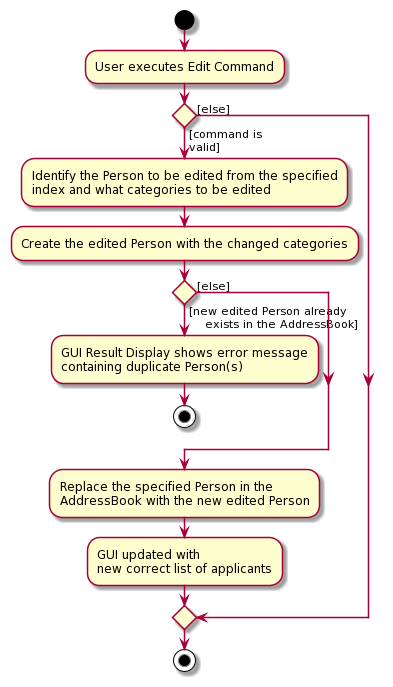 User executes Edit Command
[else]
[command is
valid]
Identify the Person to be edited from the specified
index and what categories to be edited
Create the edited Person with the changed categories
[else]
[new edited Person already
exists in the AddressBook]
GUI Result Display shows error message
containing duplicate Person(s)
Replace the specified Person in the
AddressBook with the new edited Person
GUI updated with
new correct list of applicants